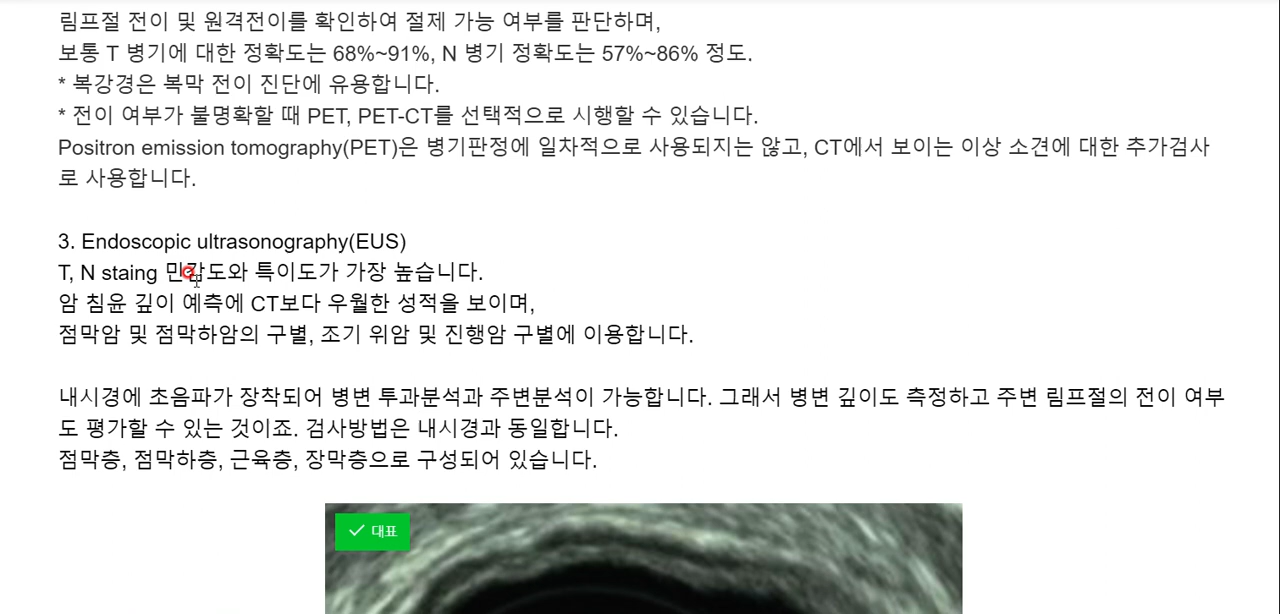 림프절 전이 및 원격전이를 확인하여 절제 가능 여부를 판단하며,
보통 T 병기에 대한 정확도는 68%~91%, N 병기 정확도는 57%~86% 정도.
* 복강경은 복막 전이 진단에 유용합니다.
* 전이 여부가 불명확할 때 PET, PET-CT를 선택적으로 시행할 수 있습니다.
Positron emission tomography(PET)은 병기판정에 일차적으로 사용되지는 않고, CT에서 보이는 이상 소견에 대한 추가검사
로 사용합니다.
3. Endoscopic ultrasonography(EUS)
T, N staing 민감도와 특이도가 가장 높습니다.
암 침윤 깊이 예측에 CT보다 우월한 성적을 보이며,
점막암 및 점막하암의 구별, 조기 위암 및 진행암 구별에 이용합니다.
내시경에 초음파가 장착되어 병변 투과분석과 주변분석이 가능합니다. 그래서 병변 깊이도 측정하고 주변 림프절의 전이 여부
도 평가할 수 있는 것이죠. 검사방법은 내시경과 동일합니다.
점막층, 점막하층, 근육층, 장막층으로 구성되어 있습니다.
대표